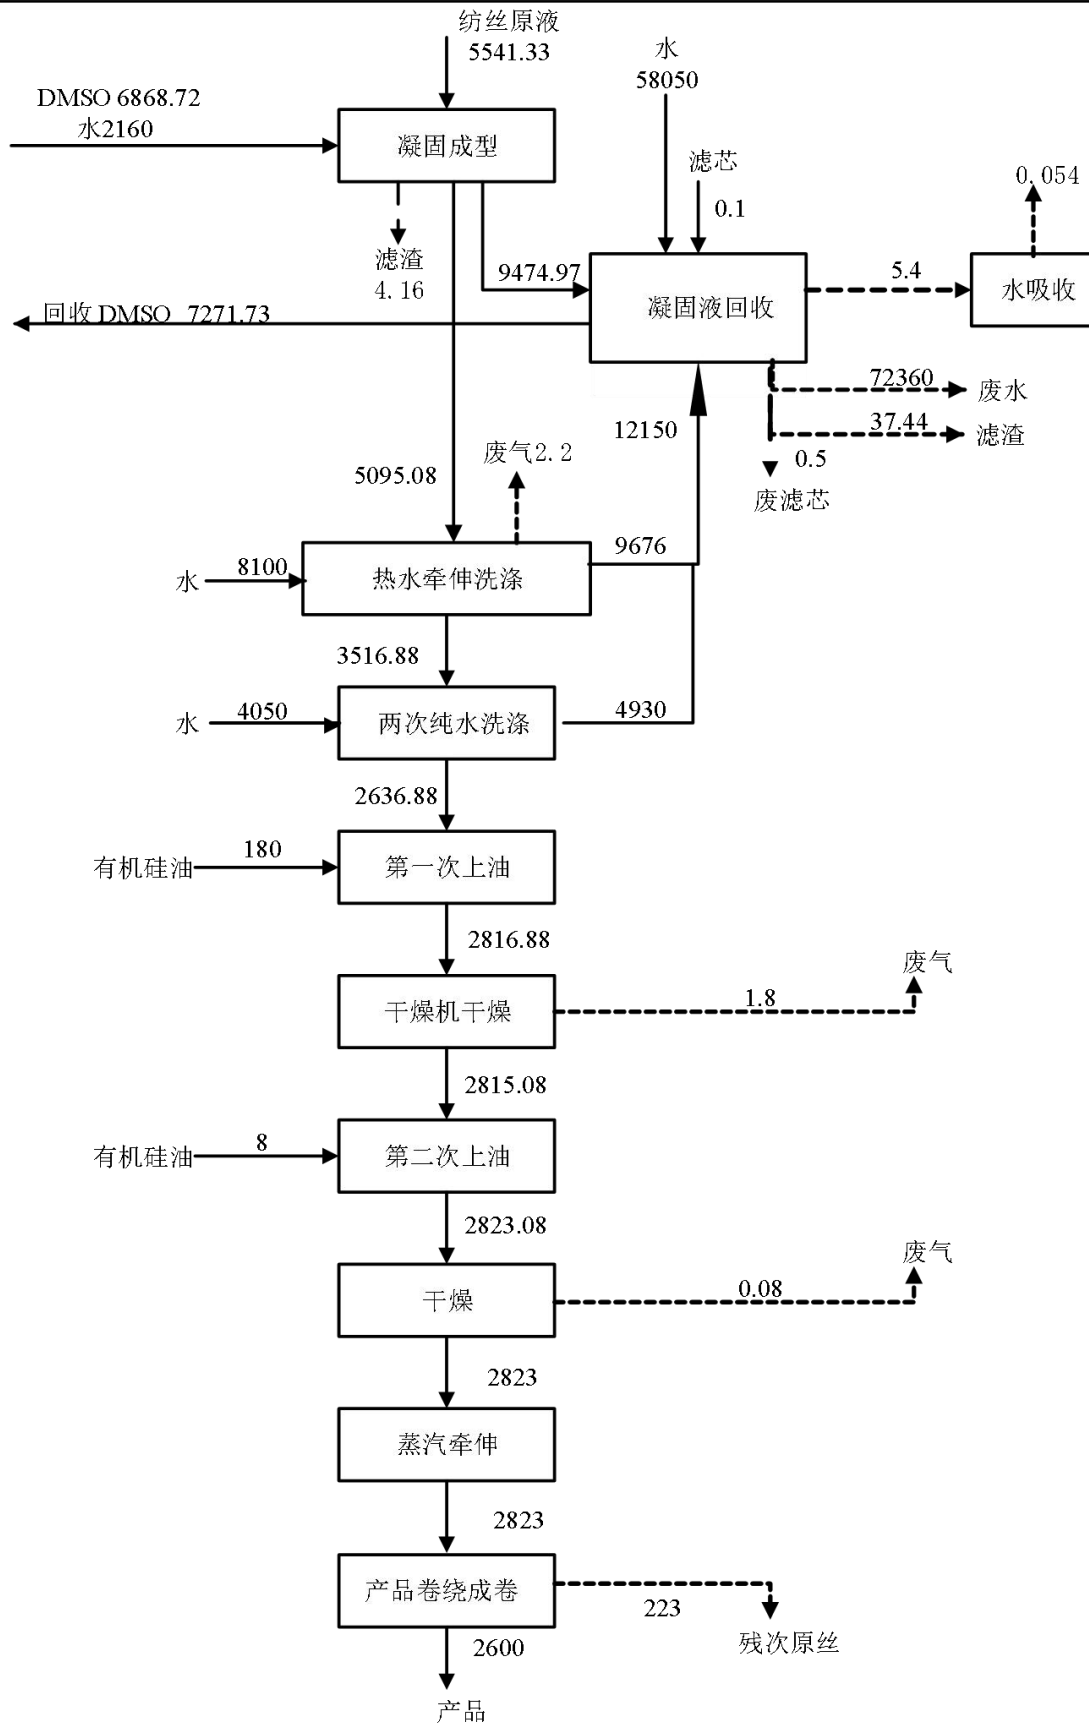 纺丝原液
5541.33
水
58050
DMSO 6868.72
水2160
凝固成型
滤芯
0.1
0.054
滤渣
4.16
9474.97
凝固液回收
5.4
水吸收
回收 DMSO 7271.73
72360
废水
37.44
滤渣
0.5
废滤芯
12150
废气2.2
5095.08
9676
水
8100
热水牵伸洗涤
3516.88
水
4050
两次纯水洗涤
4930
2636.88
有机硅油
180
第一次上油
2816.88
废气
干燥机干燥
1.8
2815.08
有机硅油
8
第二次上油
2823.08
废气
干燥
0.08
2823
蒸汽牵伸
2823
产品卷绕成卷
223
残次原丝
2600
产品